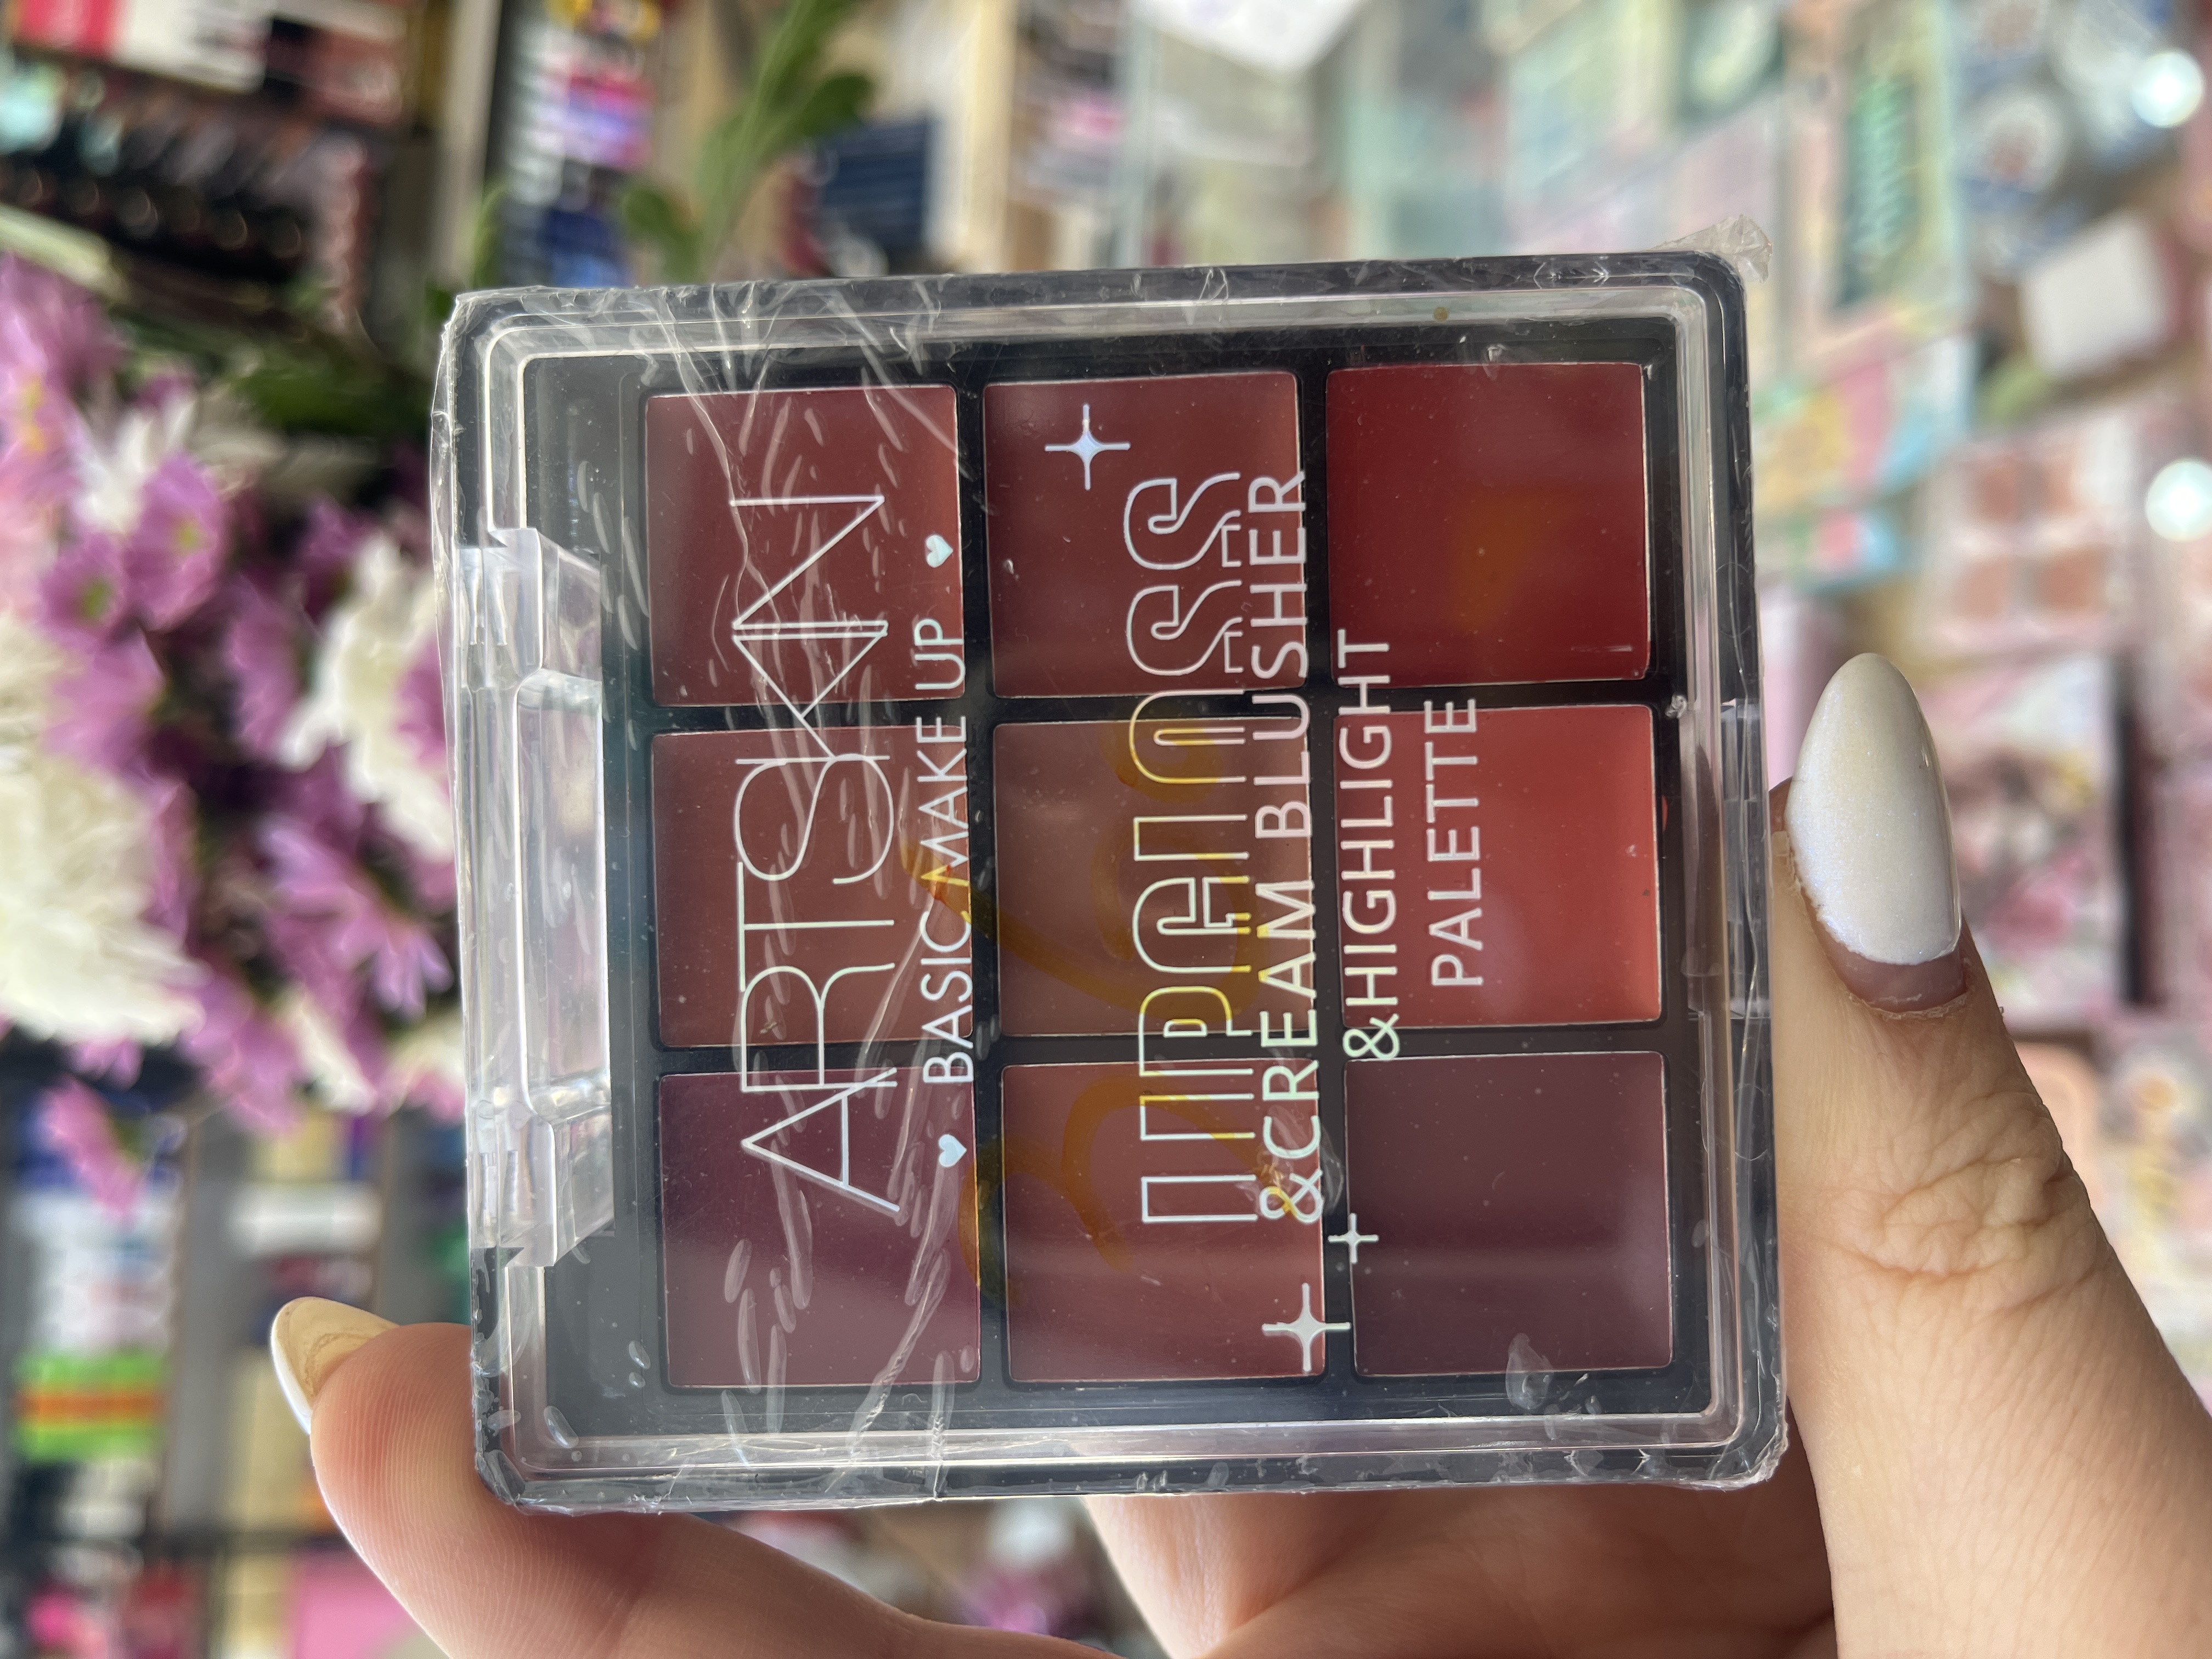 ARTSKIN
BASIC MAKE UP
LIPGLOSS
&CREAM BLUSHER
&HIGHLIGHT
PALETTE